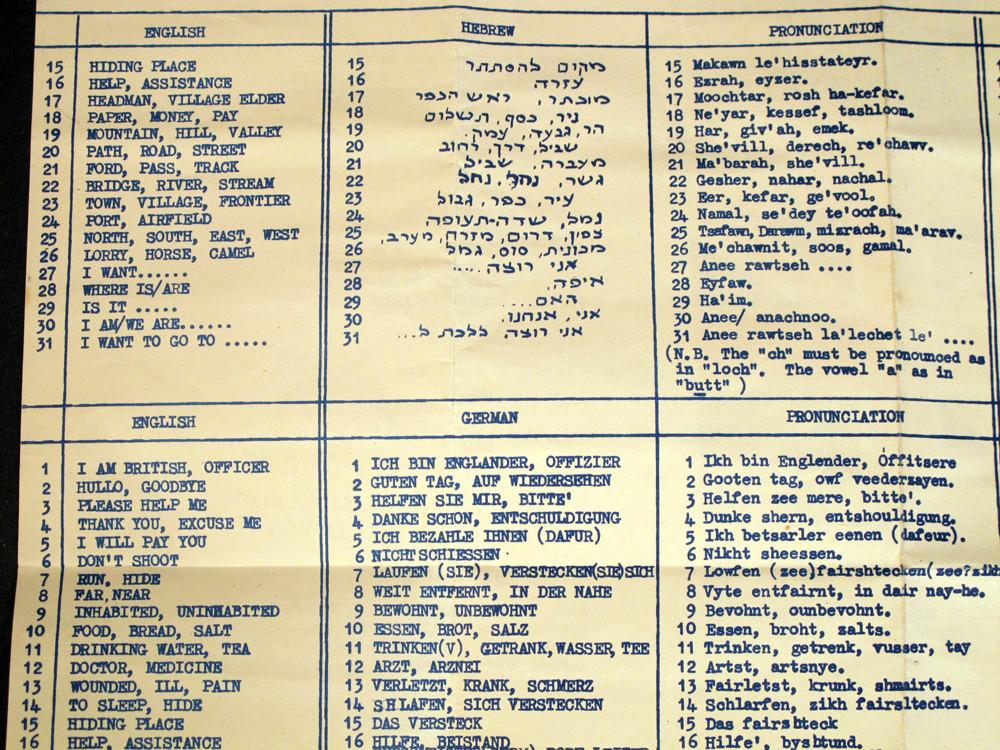 ENGLISH HEBREW PRONUNCIATION
15 HIDING PLACE 15 מקום להסתתר 15 Makawn le'hisstateyr.
16 HELP, ASSISTANCE 16 עזרה 16 Ezrah, eyzer.
17 HEADMAN, VILLAGE ELDER 17 מוכתר, ראש הכפר 17 Moochtar, rosh ha-kefar.
18 PAPER, MONEY, PAY 18 ניר, כסף, תשלום 18 Ne'yar, kessef, tashloom.
19 MOUNTAIN, HILL, VALLEY 19 הר, גבעה, עמק. 19 Har, giv'ah, emek.
20 PATH, ROAD, STREET 20 שביל, דרך, רחוב 20 She'vill, derech, re'chawv.
21 FORD, PASS, TRACK 21 מעברה, שביל 21 Ma'barah, she'vill.
22 BRIDGE, RIVER, STREAM 22 גשר, נהר, נחל 22 Gesher, nahar, nachal.
23 TOWN, VILLAGE, FRONTIER 23 עיר, כפר, גבול 23 Eer, kefar, ge'vool.
24 PORT, AIRFIELD 24 נמל, שדה-תעופה 24 Namal, se'dey te'oofah.
25 NORTH, SOUTH, EAST, WEST 25 צפון, דרום, מזרח, מערב, 25 Tsafawn, Darawm, mizrach, ma'arav.
26 LORRY, HORSE, CAMEL 26 מכונית, סוס, גמל 26 Me'chawnit, soos, gamal.
27 I WANT...... 27 אני רוצה .... 27 Anee rawtseh ....
28 WHERE IS/ARE 28 איפה. 28 Eyfaw.
29 IS IT ..... 29 האם.... 29 Ha'im.
30 I AM/WE ARE...... 30 אני, אנחנו. 30 Anee/ anachnoo.
31 I WANT TO GO TO ..... 31 אני רוצה ללכת ל... 31 Anee rawtseh la'lechet le' ....
(N.B. The "ch" must be pronounced as
in "loch". The vowel "a" as in
"butt" )
ENGLISH GERMAN PRONUNCIATION
1 I AM BRITISH, OFFICER 1 ICH BIN ENGLANDER, OFFIZIER 1 Ikh bin Englender, Offitsere
2 HULLO, GOODBYE 2 GUTEN TAG, AUF WIEDERSEHEN 2 Gooten tag, owf veederzayen.
3 PLEASE HELP ME 3 HELFEN SIE MIR, BITTE' 3 Helfen zee mere, bitte'.
4 THANK YOU, EXCUSE ME 4 DANKE SCHON, ENTSCHULDIGUNG 4 Dunke shern, entshouldigung.
5 I WILL PAY YOU 5 ICH BEZAHLE IHNEN (DAFUR) 5 Ikh betsarler eenen (dafeur).
6 DON'T SHOOT 6 NICHT SCHIESSEN 6 Nikht sheessen.
7 RUN, HIDE 7 LAUFEN (SIE), VERSTECKEN(SIE)SICH 7 Lowfen (zee)fairshtecken(zee?zikh
8 FAR, NEAR 8 WEIT ENTFERNT, IN DER NAHE 8 Vyte entfairnt, in dair nay-he.
9 INHABITED, UNINHABITED 9 BEWOHNT, UNBEWOHNT 9 Bevohnt, ounbevohnt.
10 FOOD, BREAD, SALT 10 ESSEN, BROT, SALZ 10 Essen, broht, zalts.
11 DRINKING WATER, TEA 11 TRINKEN(V), GETRANK,WASSER, TEE 11 Trinken, getrenk, vusser, tay
12 DOCTOR, MEDICINE 12 ARZT, ARZNEI 12 Artst, artsnye.
13 WOUNDED, ILL, PAIN 13 VERLETZT, KRANK, SCHMERZ 13 Fairletst, krunk, shmairts.
14 TO SLEEP, HIDE 14 SHLAFEN, SICH VERSTECKEN 14 Schlarfen, zikh fairsltecken.
15 HIDING PLACE 15 DAS VERSTECK 15 Das fairshteck
16 HELP, ASSISTANCE 16 HILFE, BEISTAND 16 Hilfe', byshtund.